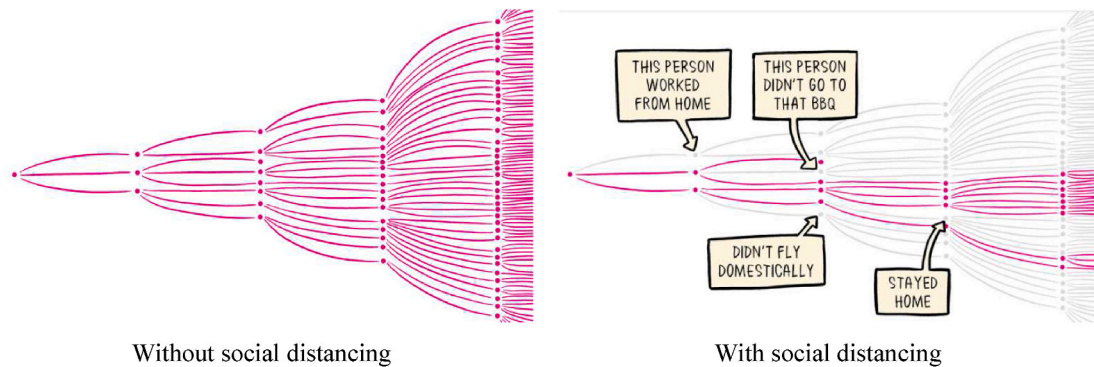 THIS PERSON
WORKED
FROM HOME
THIS PERSON
DIDN'T GO TO
THAT BBQ
DIDN'T FLY
DOMESTICALLY
STAYED
HOME
Without social distancing
With social distancing